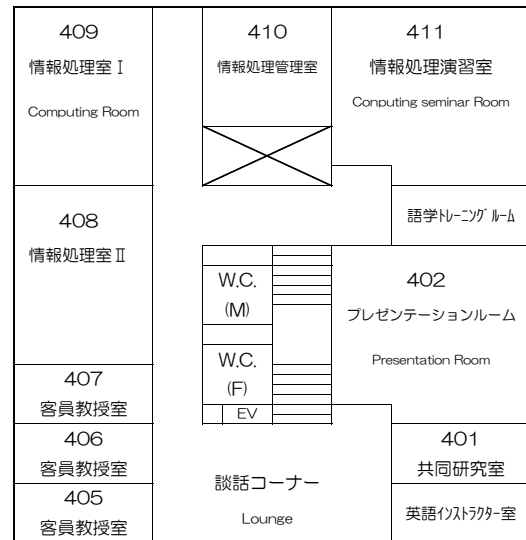 409
情報処理室Ⅰ
Computing Room
410
情報処理管理室
411
情報処理演習室
Conputing seminar Room
408
情報処理室Ⅱ
語学ﾄﾚｰﾆﾝｸﾞﾙｰﾑ
W.C.
(M)
402
プレゼンテーションルーム
Presentation Room
W.C.
(F)
EV
407
客員教授室
406
客員教授室
405
客員教授室
談話コーナー
Lounge
401
共同研究室
英語ｲﾝｽﾄﾗｸﾀｰ室